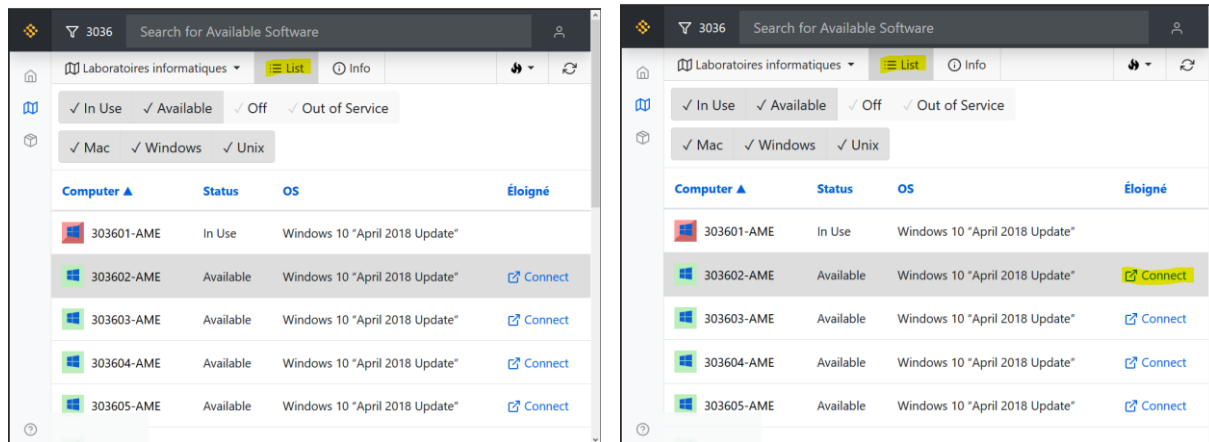 3036 Search for Available Software
Laboratoires informatiques List Info
In Use Available Off Out of Service
Mac Windows Unix
Computer Status OS Éloigné
303601-AME In Use Windows 10 "April 2018 Update"
303602-AME Available Windows 10 "April 2018 Update" Connect
303603-AME Available Windows 10 "April 2018 Update" Connect
303604-AME Available Windows 10 "April 2018 Update" Connect
303605-AME Available Windows 10 "April 2018 Update" Connect
3036 Search for Available Software
Laboratoires informatiques List Info
In Use Available Off Out of Service
Mac Windows Unix
Computer Status OS Éloigné
303601-AME In Use Windows 10 "April 2018 Update"
303602-AME Available Windows 10 "April 2018 Update" Connect
303603-AME Available Windows 10 "April 2018 Update" Connect
303604-AME Available Windows 10 "April 2018 Update" Connect
303605-AME Available Windows 10 "April 2018 Update" Connect